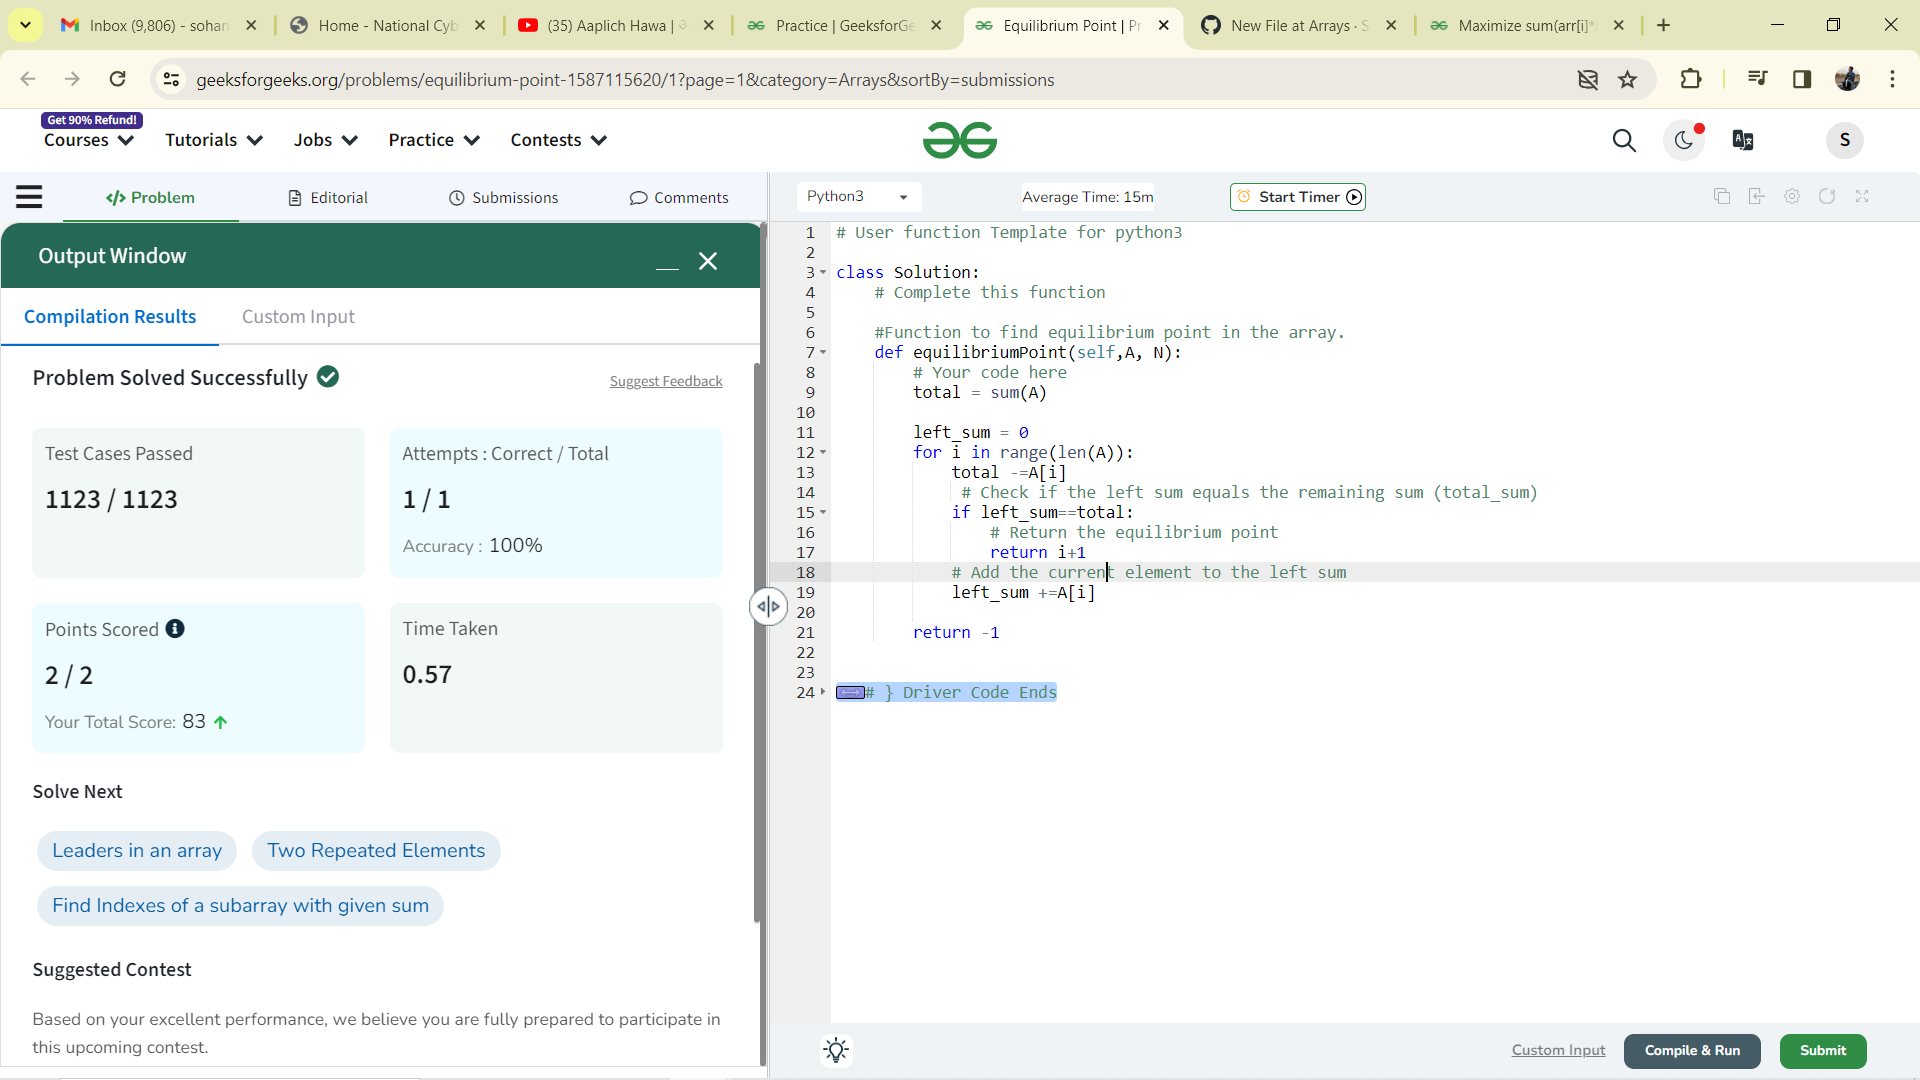 Inbox (9,806) - sohan
Home - National Cyb
(35) Aaplich Hawa |
Practice | GeeksforGe
Equilibrium Point | Pr
New File at Arrays · S
Maximize sum(arr[i]*
geeksforgeeks.org/problems/equilibrium-point-1587115620/1?page=1&category=Arrays&sortBy=submissions
Get 90% Refund!
Courses Tutorials Jobs Practice Contests
S
</> Problem Editorial Submissions Comments
Python3 Average Time: 15m Start Timer
Output Window
Compilation Results Custom Input
Problem Solved Successfully
Suggest Feedback
Test Cases Passed
1123 / 1123
Attempts : Correct / Total
1 / 1
Accuracy : 100%
Points Scored
2 / 2
Your Total Score: 83
Time Taken
0.57
Solve Next
Leaders in an array
Two Repeated Elements
Find Indexes of a subarray with given sum
Suggested Contest
Based on your excellent performance, we believe you are fully prepared to participate in
this upcoming contest.
1 # User function Template for python3
2
3 class Solution:
4 # Complete this function
5
6 #Function to find equilibrium point in the array.
7 def equilibriumPoint(self,A, N):
8 # Your code here
9 total = sum(A)
10
11 left_sum = 0
12 for i in range(len(A)):
13 total -=A[i]
14 # Check if the left sum equals the remaining sum (total_sum)
15 if left_sum==total:
16 # Return the equilibrium point
17 return i+1
18 # Add the current element to the left sum
19 left_sum +=A[i]
20
21 return -1
22
23
24 # } Driver Code Ends
Custom Input Compile & Run Submit